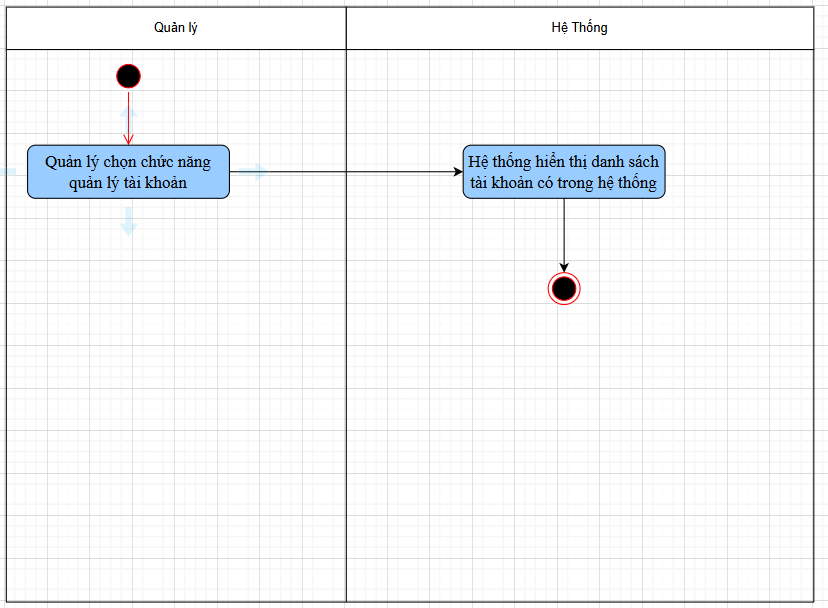 Quản lý
Hệ Thống
Quản lý chọn chức năng
quản lý tài khoản
Hệ thống hiển thị danh sách
tài khoản có trong hệ thống